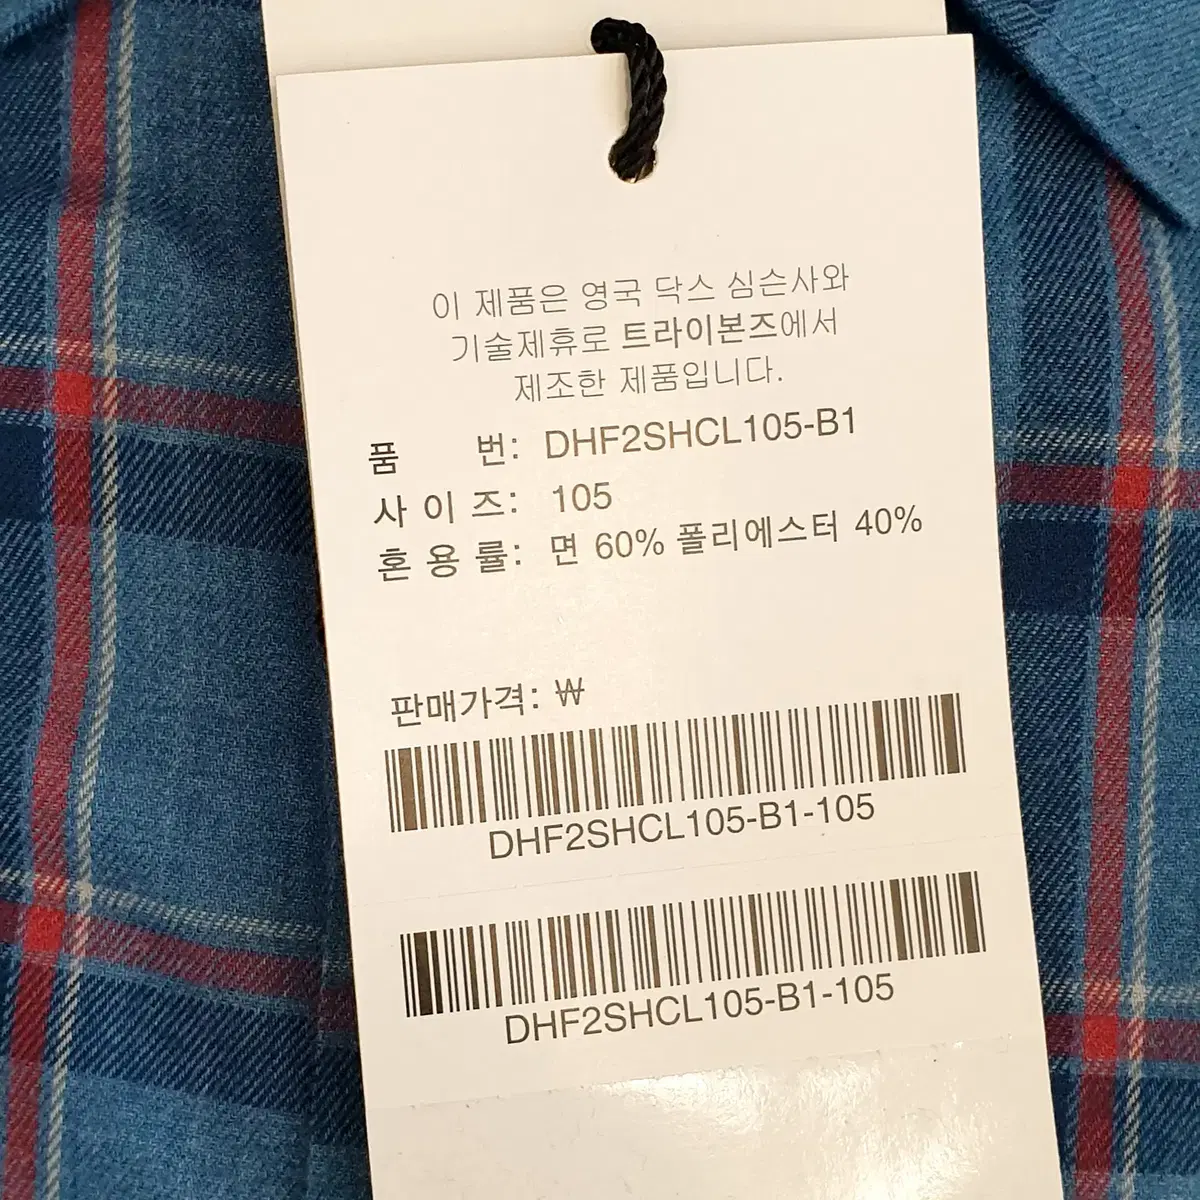 이 제품은 영국 닥스 심슨사와
기술제휴로 트라이본즈에서
제조한 제품입니다.
품 번: DHF2SHCL105-B1
사 이 즈: 105
혼 용 률: 면 60% 폴리에스터 40%
판매가격: ₩
DHF2SHCL105-B1-105
DHF2SHCL105-B1-105